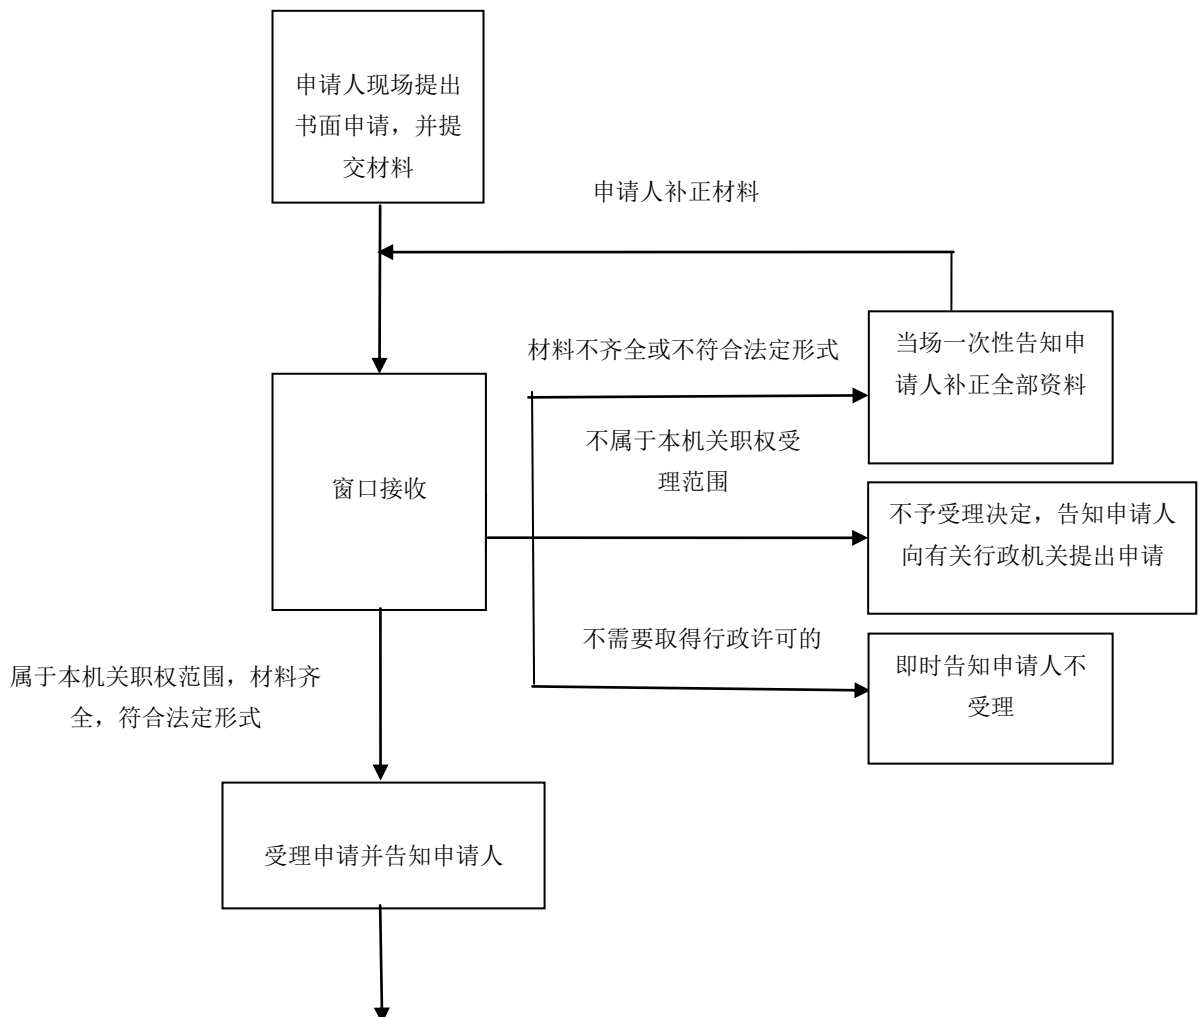 申请人现场提出
书面申请，并提
交材料
申请人补正材料
材料不齐全或不符合法定形式
当场一次性告知申
请人补正全部资料
不属于本机关职权受
理范围
窗口接收
不予受理决定，告知申请人
向有关行政机关提出申请
不需要取得行政许可的
即时告知申请人不
受理
属于本机关职权范围，材料齐
全，符合法定形式
受理申请并告知申请人